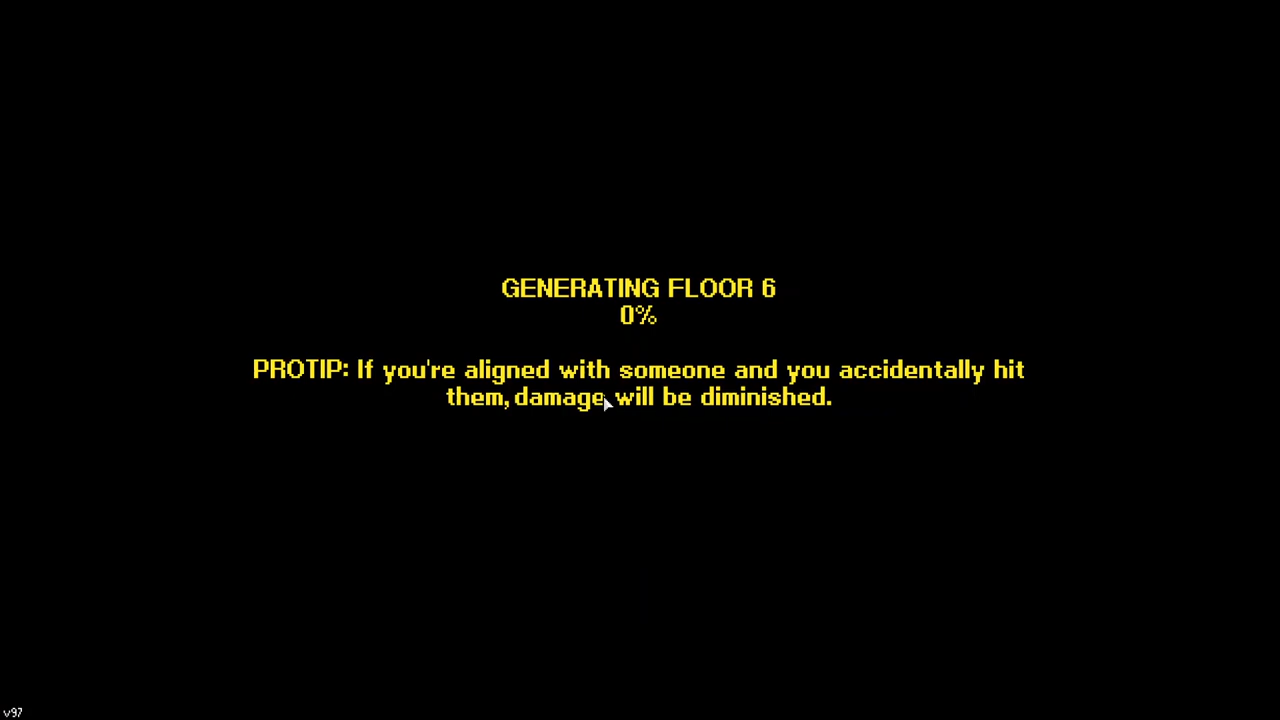 GENERATING FLOOR 6
0%
PROTIP: If you're aligned with someone and you accidentally hit
them, damage will be diminished.
v97